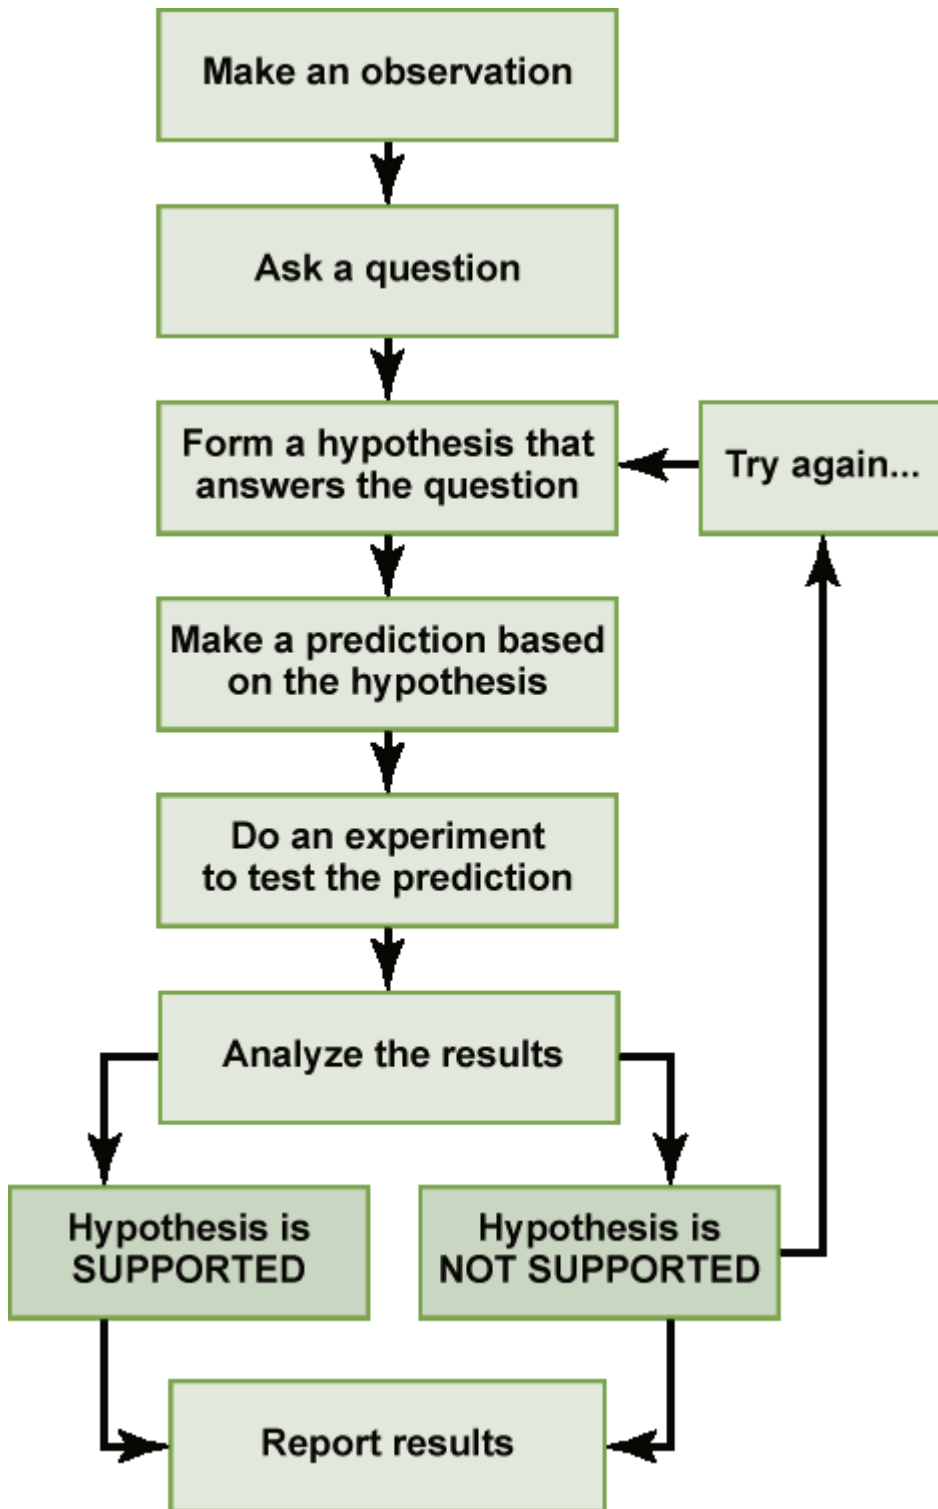 Make an observation
Ask a question
Form a hypothesis that
answers the question
Try again...
Make a prediction based
on the hypothesis
Do an experiment
to test the prediction
Analyze the results
Hypothesis is
SUPPORTED
Hypothesis is
NOT SUPPORTED
Report results